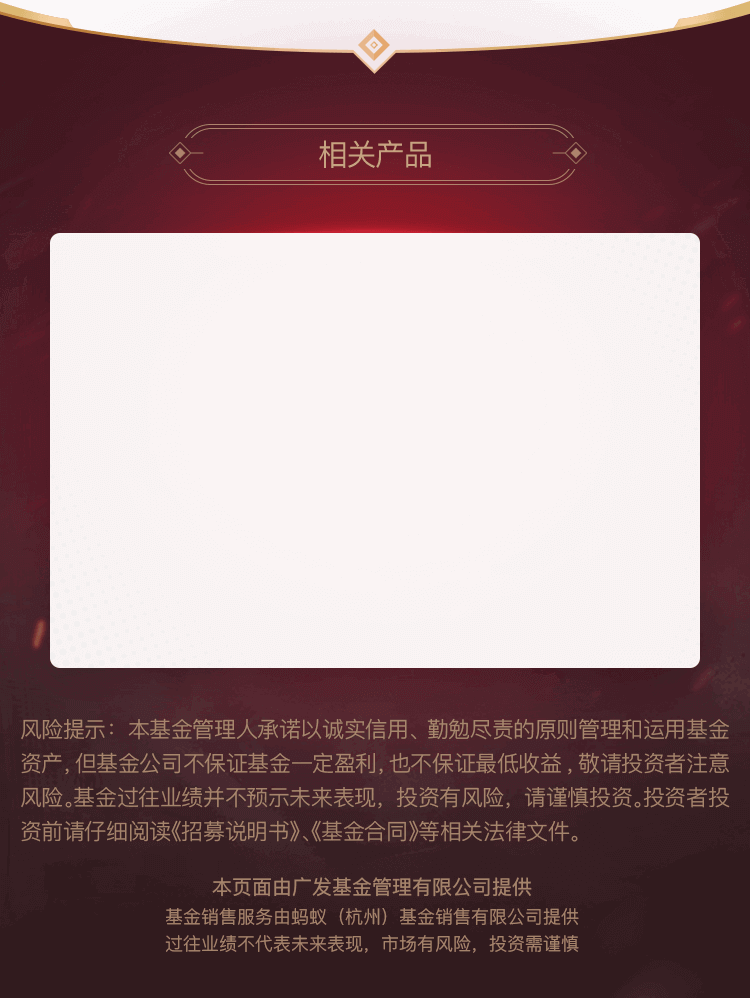 相关产品
风险提示：本基金管理人承诺以诚实信用、勤勉尽责的原则管理和运用基金
资产,但基金公司不保证基金一定盈利,也不保证最低收益,敬请投资者注意
风险。基金过往业绩并不预示未来表现，投资有风险，请谨慎投资。投资者投
资前请仔细阅读《招募说明书》、《基金合同》等相关法律文件。
本页面由广发基金管理有限公司提供
基金销售服务由蚂蚁（杭州）基金销售有限公司提供
过往业绩不代表未来表现，市场有风险，投资需谨慎